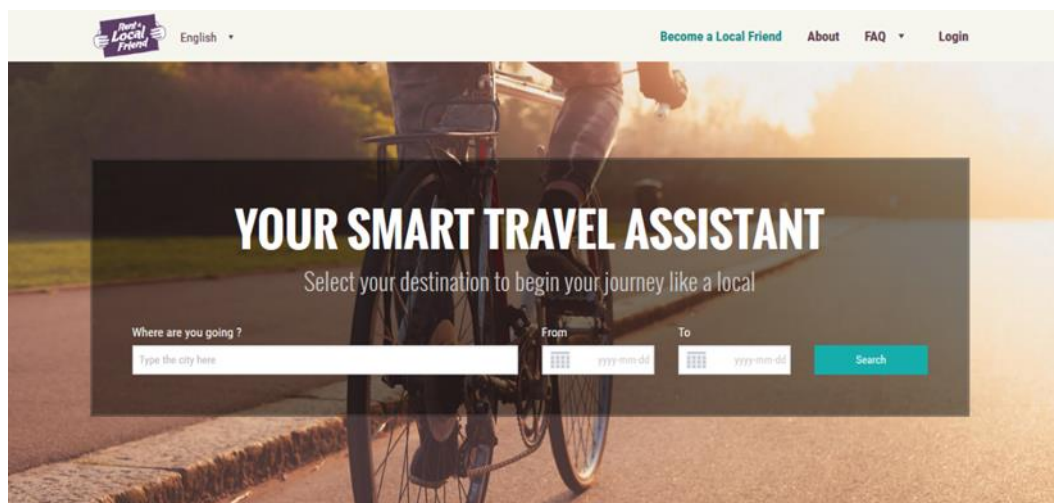 Rent a
Local
Friend
English
Become a Local Friend
About
FAQ
Login
YOUR SMART TRAVEL ASSISTANT
Select your destination to begin your journey like a local
Where are you going ?
From
To
Type the city here
yyyy-mm-dd
yyyy-mm-dd
Search